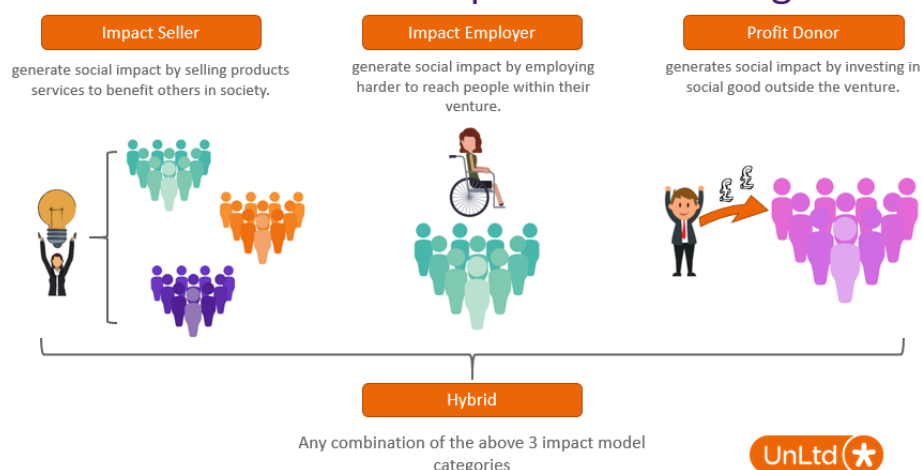 Impact Seller
generate social impact by selling products
services to benefit others in society.
Impact Employer
generate social impact by employing
harder to reach people within their
venture.
Profit Donor
generates social impact by investing in
social good outside the venture.
£ £
Hybrid
Any combination of the above 3 impact model
categories
UnLtd